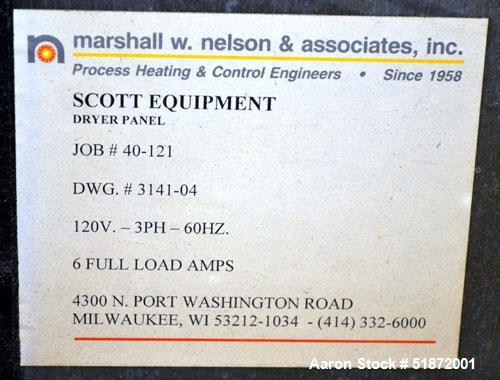 marshall w. nelson & associates, inc.
Process Heating & Control Engineers • Since 1958
SCOTT EQUIPMENT
DRYER PANEL
JOB # 40-121
DWG. # 3141-04
120V. – 3PH – 60HZ.
6 FULL LOAD AMPS
4300 N. PORT WASHINGTON ROAD
MILWAUKEE, WI 53212-1034 - (414) 332-6000
Aaron Stock # 51872001